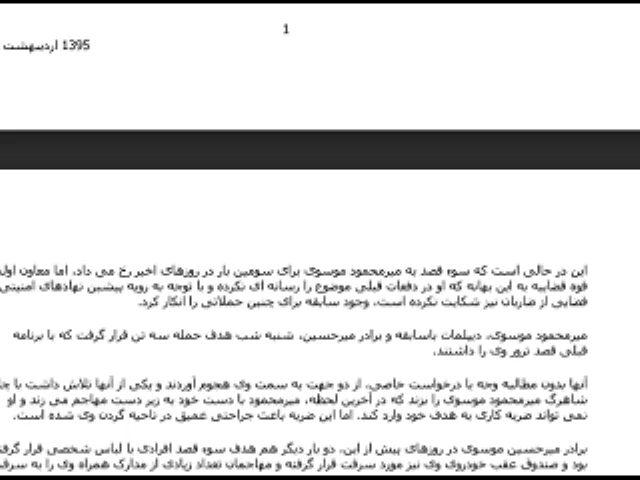 1
1395 اردیبهشت
این در حالی است که سوء قصد به میرمحمود موسوی برای سومین بار در روزهای اخیر رخ می داد، اما معاون اول
قوه قضاییه به این بهانه که او در دفعات قبلی موضوع را رسانه ای نکرده و با توجه به رویه پیشین نهادهای امنیتی
قضایی از ضاربان نیز شکایت نکرده است، وجود سابقه برای چنین حملاتی را انکار کرد.
میرمحمود موسوی، دیپلمات باسابقه و برادر میرحسین، شنبه شب هدف حمله سه تن قرار گرفت که با برنامه
قبلی قصد ترور وی را داشتند.
آنها بدون مطالبه وجه یا درخواست خاصی، از دو جهت به سمت وی هجوم آوردند و یکی از آنها تلاش داشت با
شاهرگ میرمحمود موسوی را بزند که در آخرین لحظه، میرمحمود با دست خود به زیر دست مهاجم می زند و او
نمی تواند ضربه کاری به هدف خود وارد کند. اما این ضربه باعث جراحتی عمیق در ناحیه گردن وی شده است.
برادر میرحسین موسوی در روزهای پیش از این، دو بار دیگر هم هدف سوء قصد افرادی با لباس شخصی قرار
بود و صندوق عقب خودروی وی نیز مورد سرقت قرار گرفته و مهاجمان تعداد زیادی از مدارک همراه وی را به